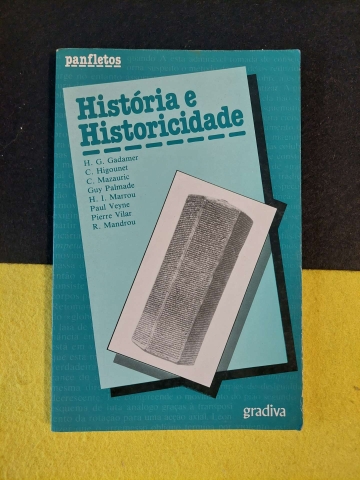 panfletos
História e
Historicidade
H. G. Gadamer
C. Higounet
C. Mazauric
Guy Palmade
H. I. Marrou
Paul Veyne
Pierre Vilar
R. Mandrou
gradiva